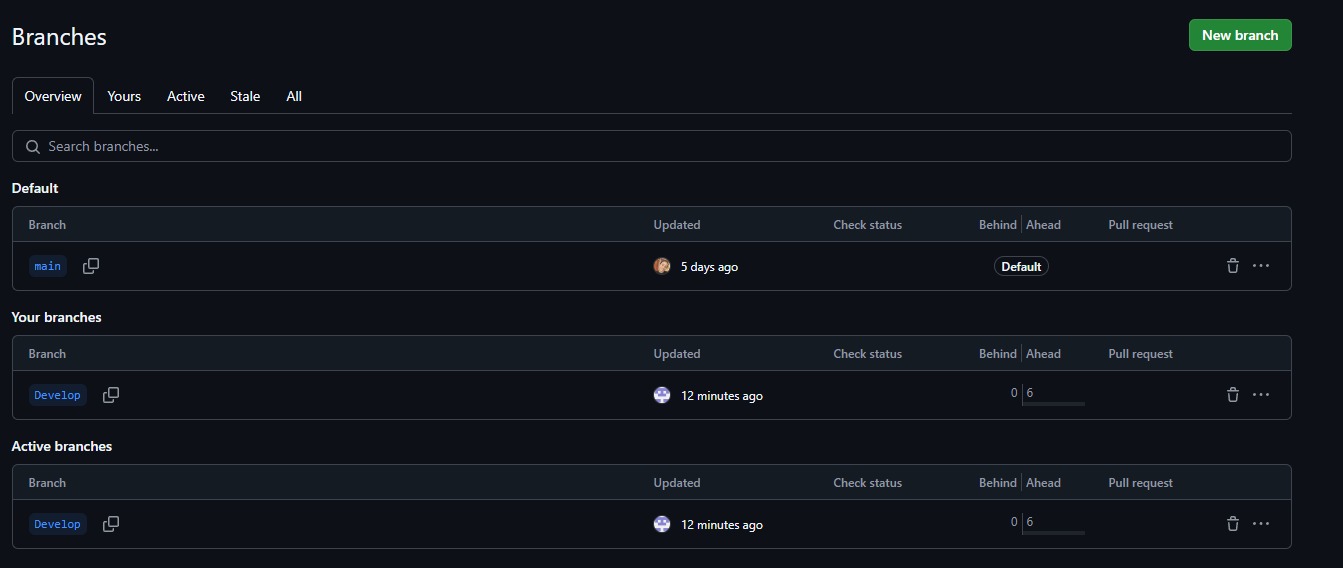 Branches
New branch
Overview Yours Active Stale All
Search branches...
Default
Branch Updated Check status Behind Ahead Pull request
main 5 days ago Default
Your branches
Branch Updated Check status Behind Ahead Pull request
Develop 12 minutes ago 0 6
Active branches
Branch Updated Check status Behind Ahead Pull request
Develop 12 minutes ago 0 6